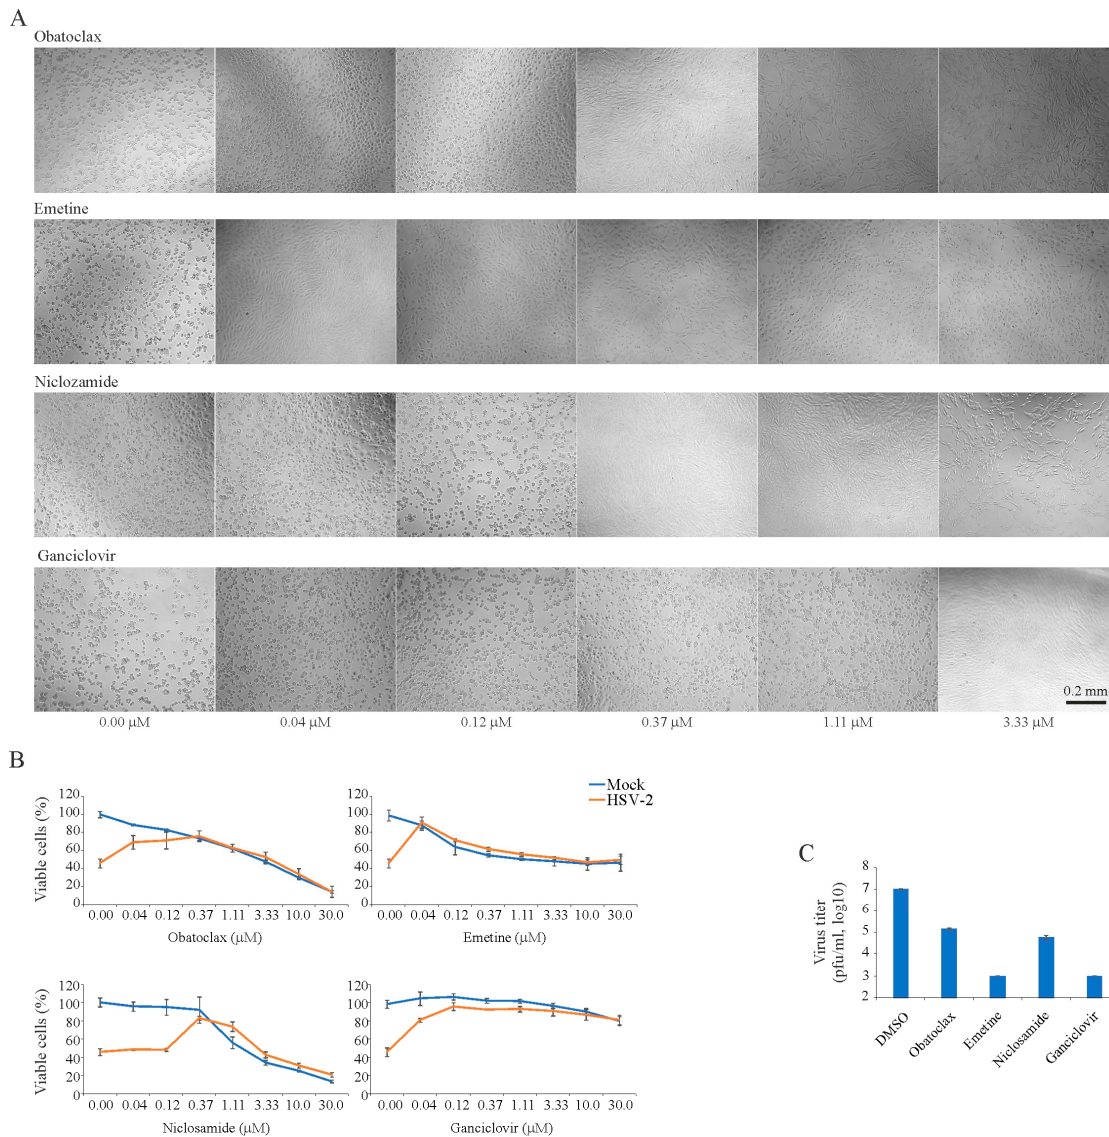 A
Obatoclax
Emetine
Niclozamide
Ganciclovir
0.2 mm
0.00 µM 0.04 µM 0.12 µM 0.37 µM 1.11 µM 3.33 µM
B
Mock
HSV-2
Viable cells (%)
120
100
80
60
40
20
0
0.00 0.04 0.12 0.37 1.11 3.33 10.0 30.0
Obatoclax (µM)
120
100
80
60
40
20
0
0.00 0.04 0.12 0.37 1.11 3.33 10.0 30.0
Emetine (µM)
Viable cells (%)
120
100
80
60
40
20
0
0.00 0.04 0.12 0.37 1.11 3.33 10.0 30.0
Niclosamide (µM)
120
100
80
60
40
20
0
0.00 0.04 0.12 0.37 1.11 3.33 10.0 30.0
Ganciclovir (µM)
C
Virus titer
(pfu/ml, log10)
8
7
6
5
4
3
2
DMSO
Obatoclax
Emetine
Niclosamide
Ganciclovir